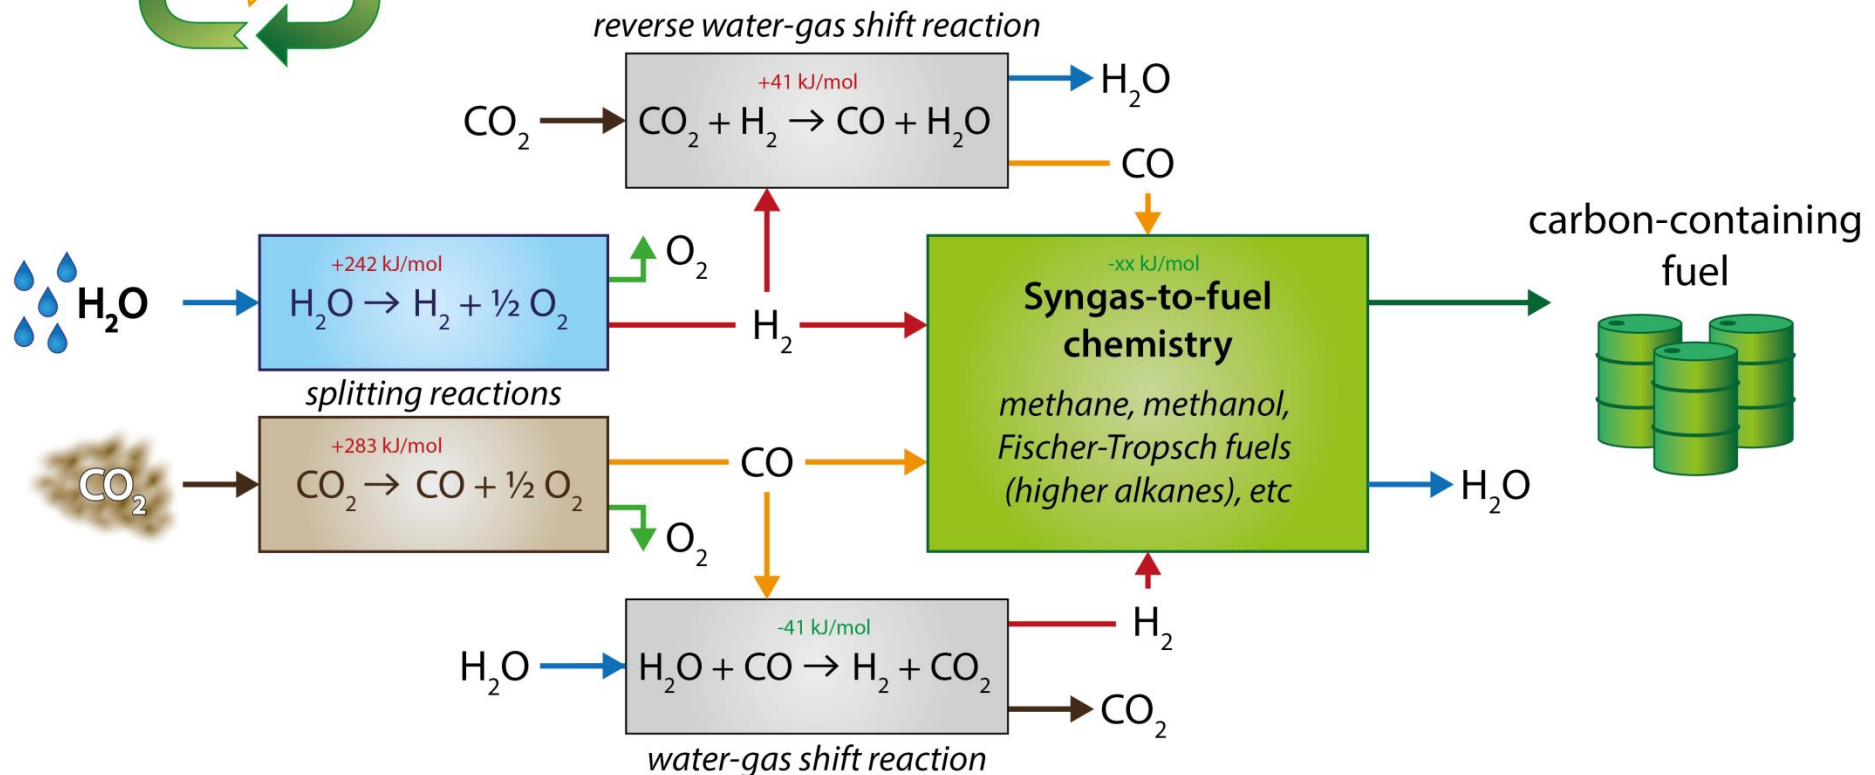 reverse water-gas shift reaction
+41 kJ/mol
CO₂
CO₂ + H₂ → CO + H₂O
H₂O
CO
H₂O
+242 kJ/mol
H₂O → H₂ + ½ O₂
O₂
H₂
splitting reactions
CO₂
+283 kJ/mol
CO₂ → CO + ½ O₂
CO
O₂
-xx kJ/mol
Syngas-to-fuel
chemistry
methane, methanol,
Fischer-Tropsch fuels
(higher alkanes), etc
carbon-containing
fuel
H₂O
H₂O
-41 kJ/mol
H₂O + CO → H₂ + CO₂
H₂
CO₂
water-gas shift reaction